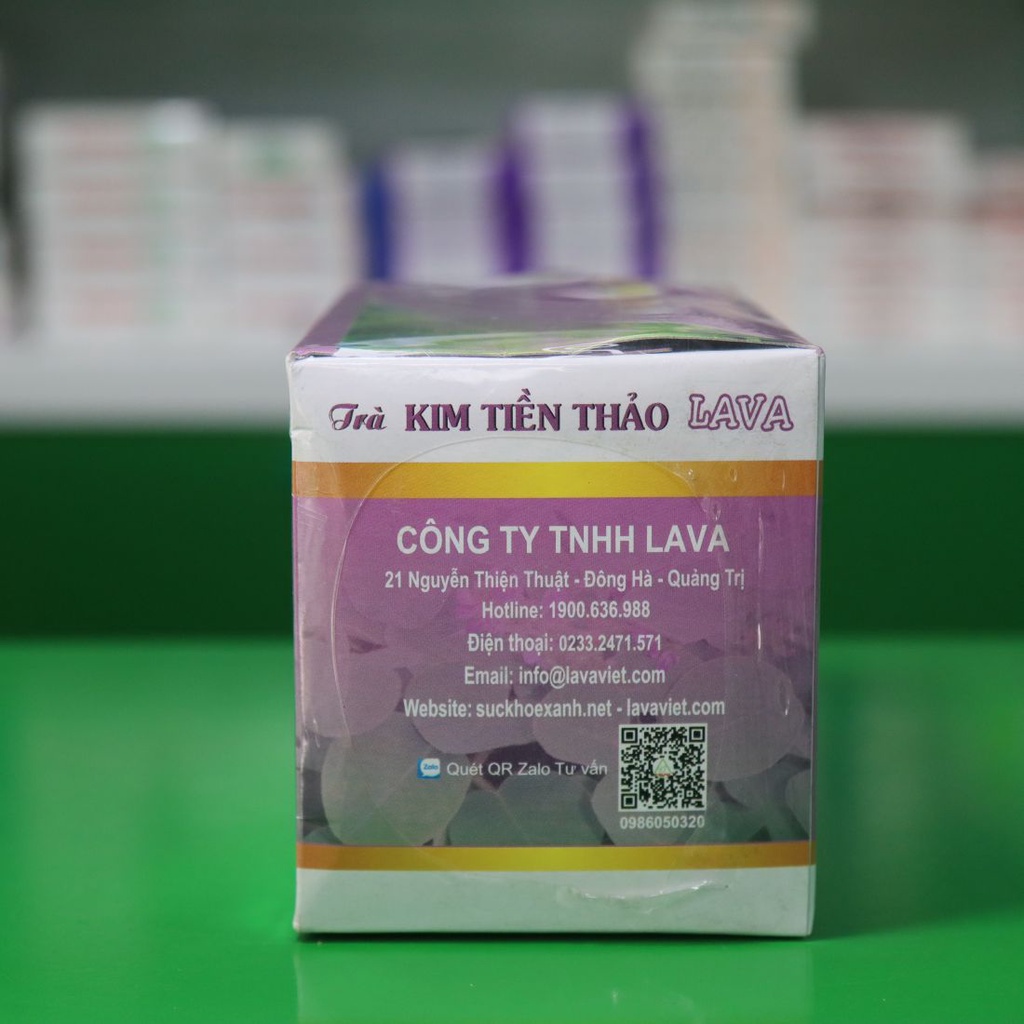 Trà KIM TIỀN THẢO LAVA
CÔNG TY TNHH LAVA
21 Nguyễn Thiện Thuật - Đông Hà - Quảng Trị
Hotline: 1900.636.988
Điện thoại: 0233.2471.571
Email: info@lavaviet.com
Website: suckhoexanh.net - lavaviet.com
Zalo Quét QR Zalo Tư vấn
0986050320